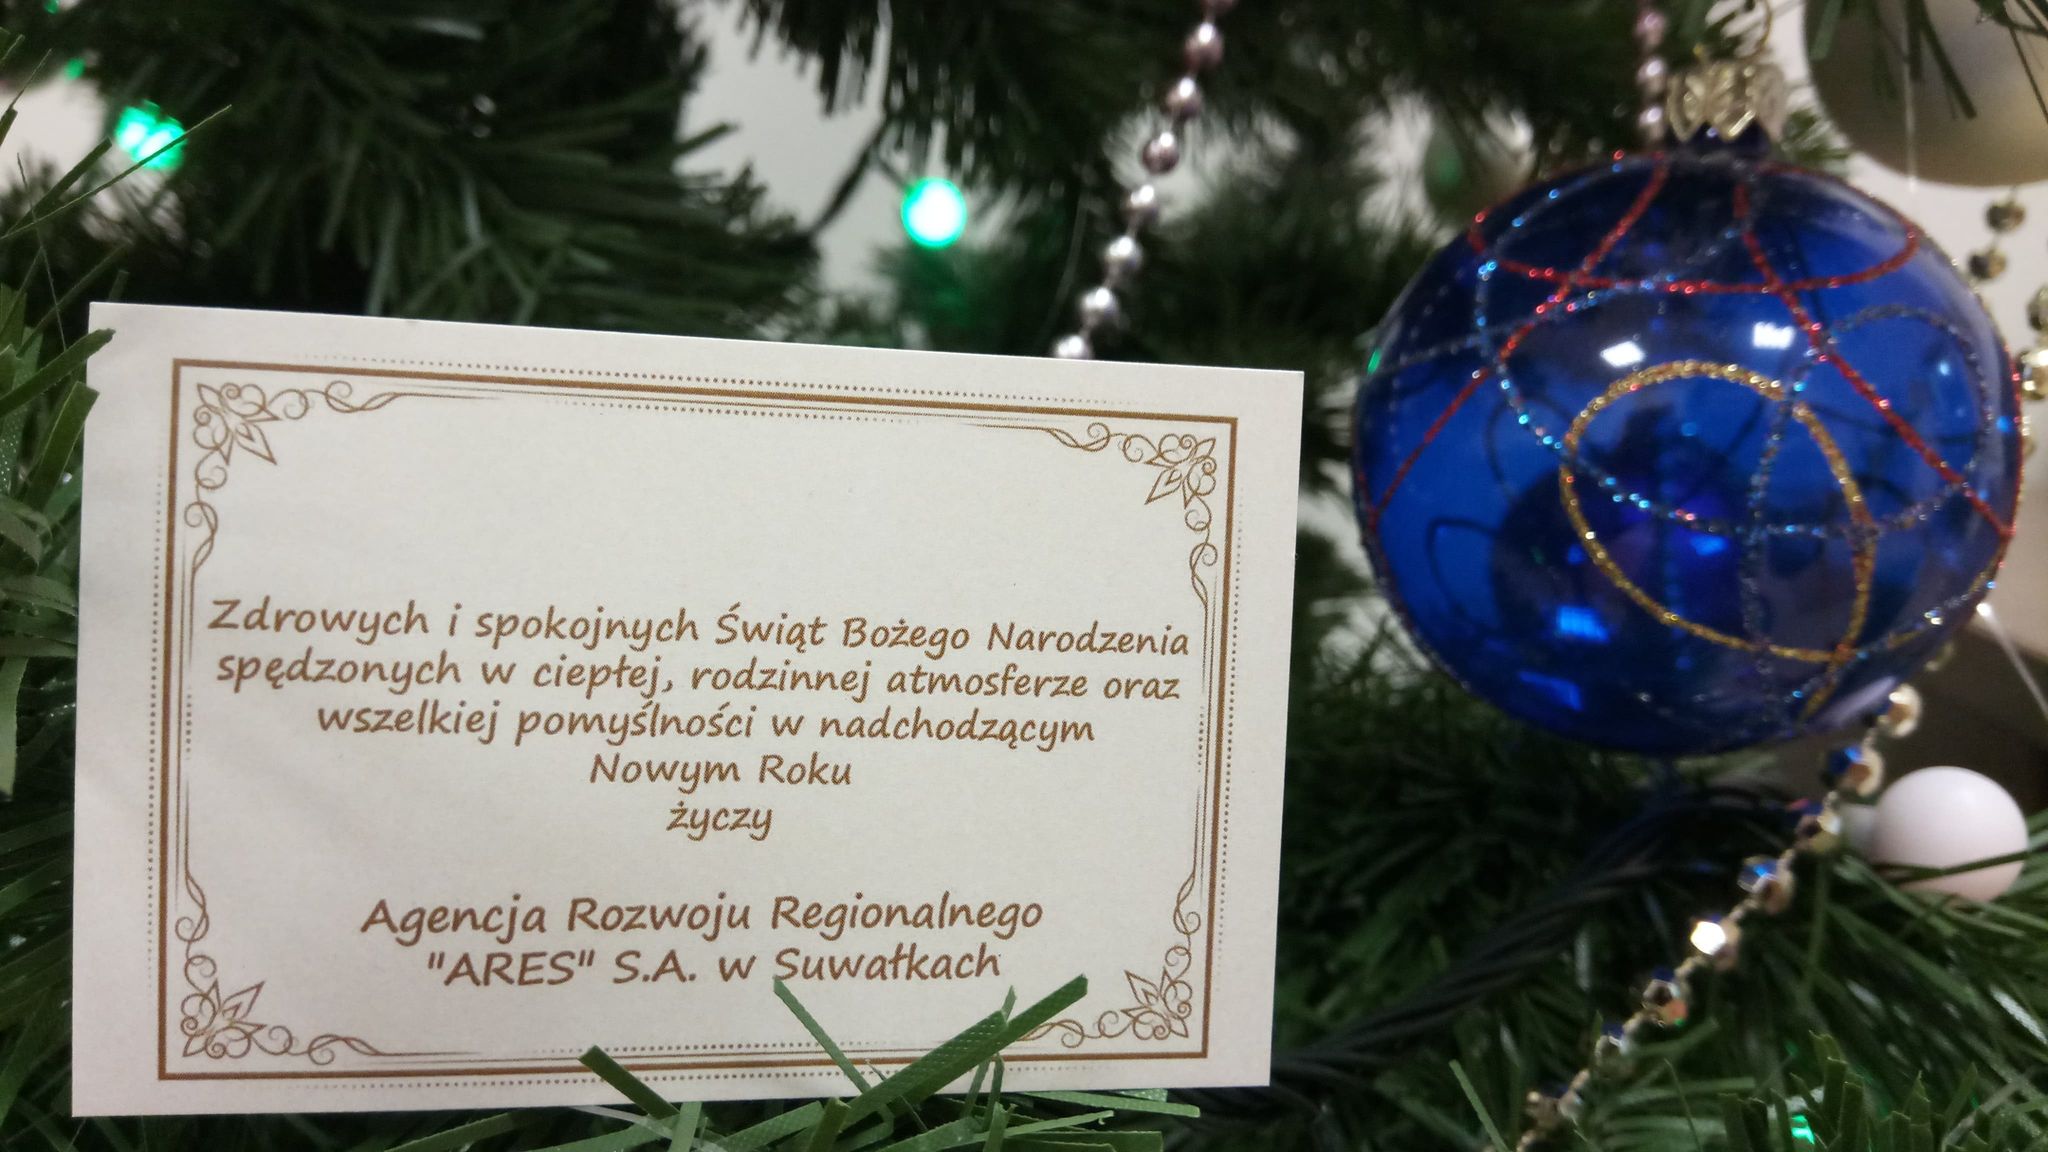 Zdrowych i spokojnych Świąt Bożego Narodzenia
spędzonych w ciepłej, rodzinnej atmosferze oraz
wszelkiej pomyślności w nadchodzącym
Nowym Roku
życzy
Agencja Rozwoju Regionalnego
"ARES" S.A. w Suwałkach